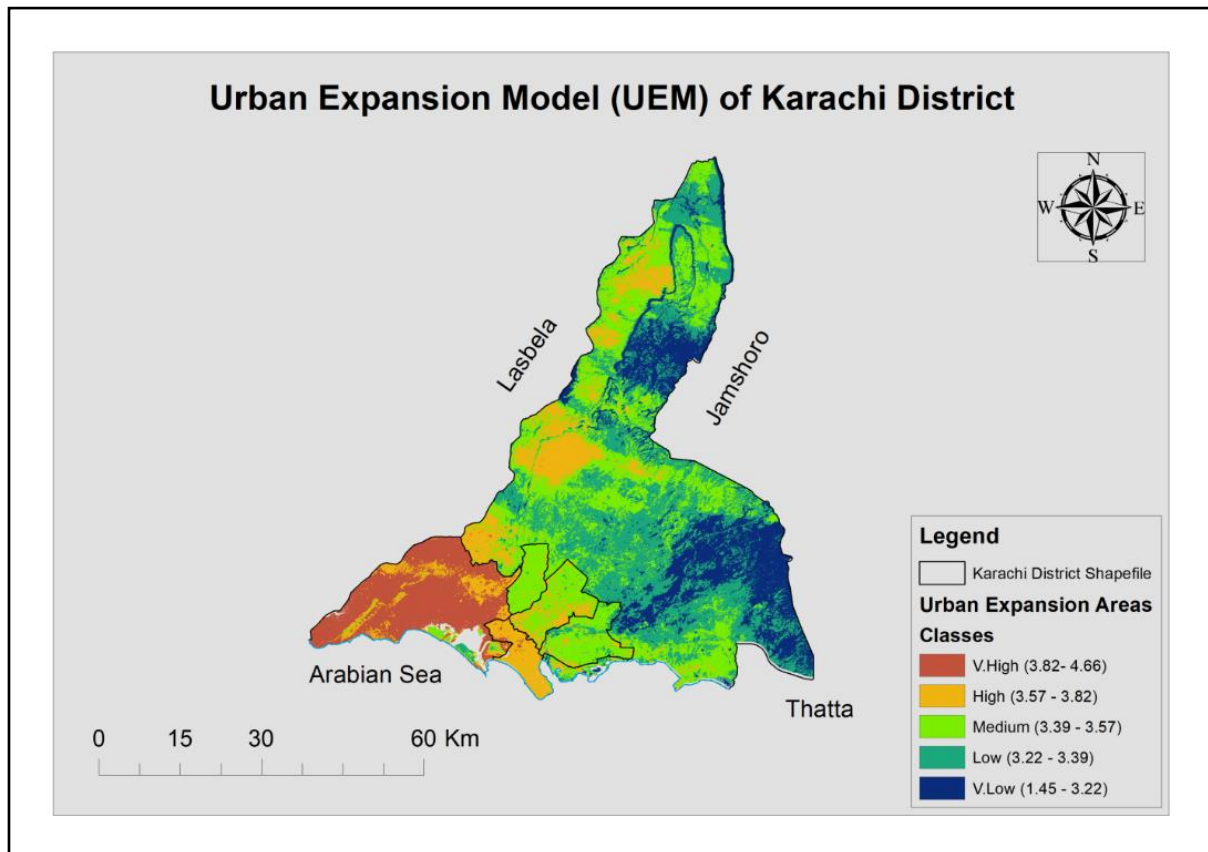 Urban Expansion Model (UEM) of Karachi District
N
W E
S
Lasbela
Jamshoro
Arabian Sea
Thatta
0 15 30 60 Km
Legend
Karachi District Shapefile
Urban Expansion Areas
Classes
V.High (3.82- 4.66)
High (3.57 - 3.82)
Medium (3.39 - 3.57)
Low (3.22 - 3.39)
V.Low (1.45 - 3.22)